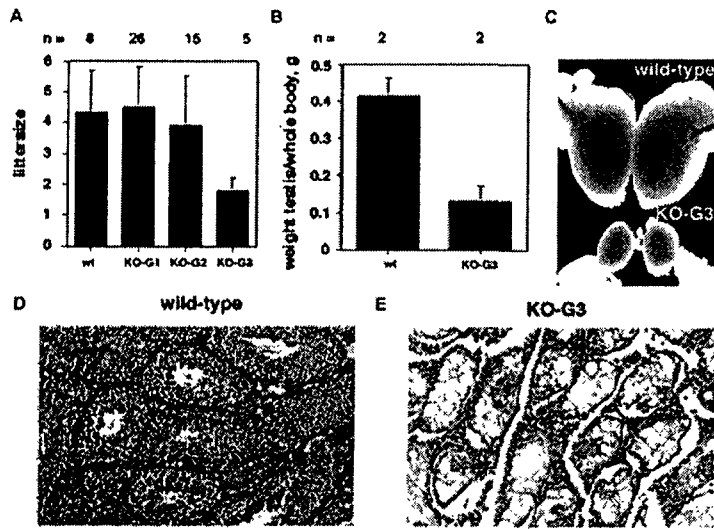 A
n = 8 26 15 5
littersize
6
5
4
3
2
1
0
wt KO-G1 KO-G2 KO-G3
B
n = 2 2
weight testis/whole body, g
0.5
0.4
0.3
0.2
0.1
0
wt KO-G3
C
wild-type
KO-G3
D wild-type
E KO-G3